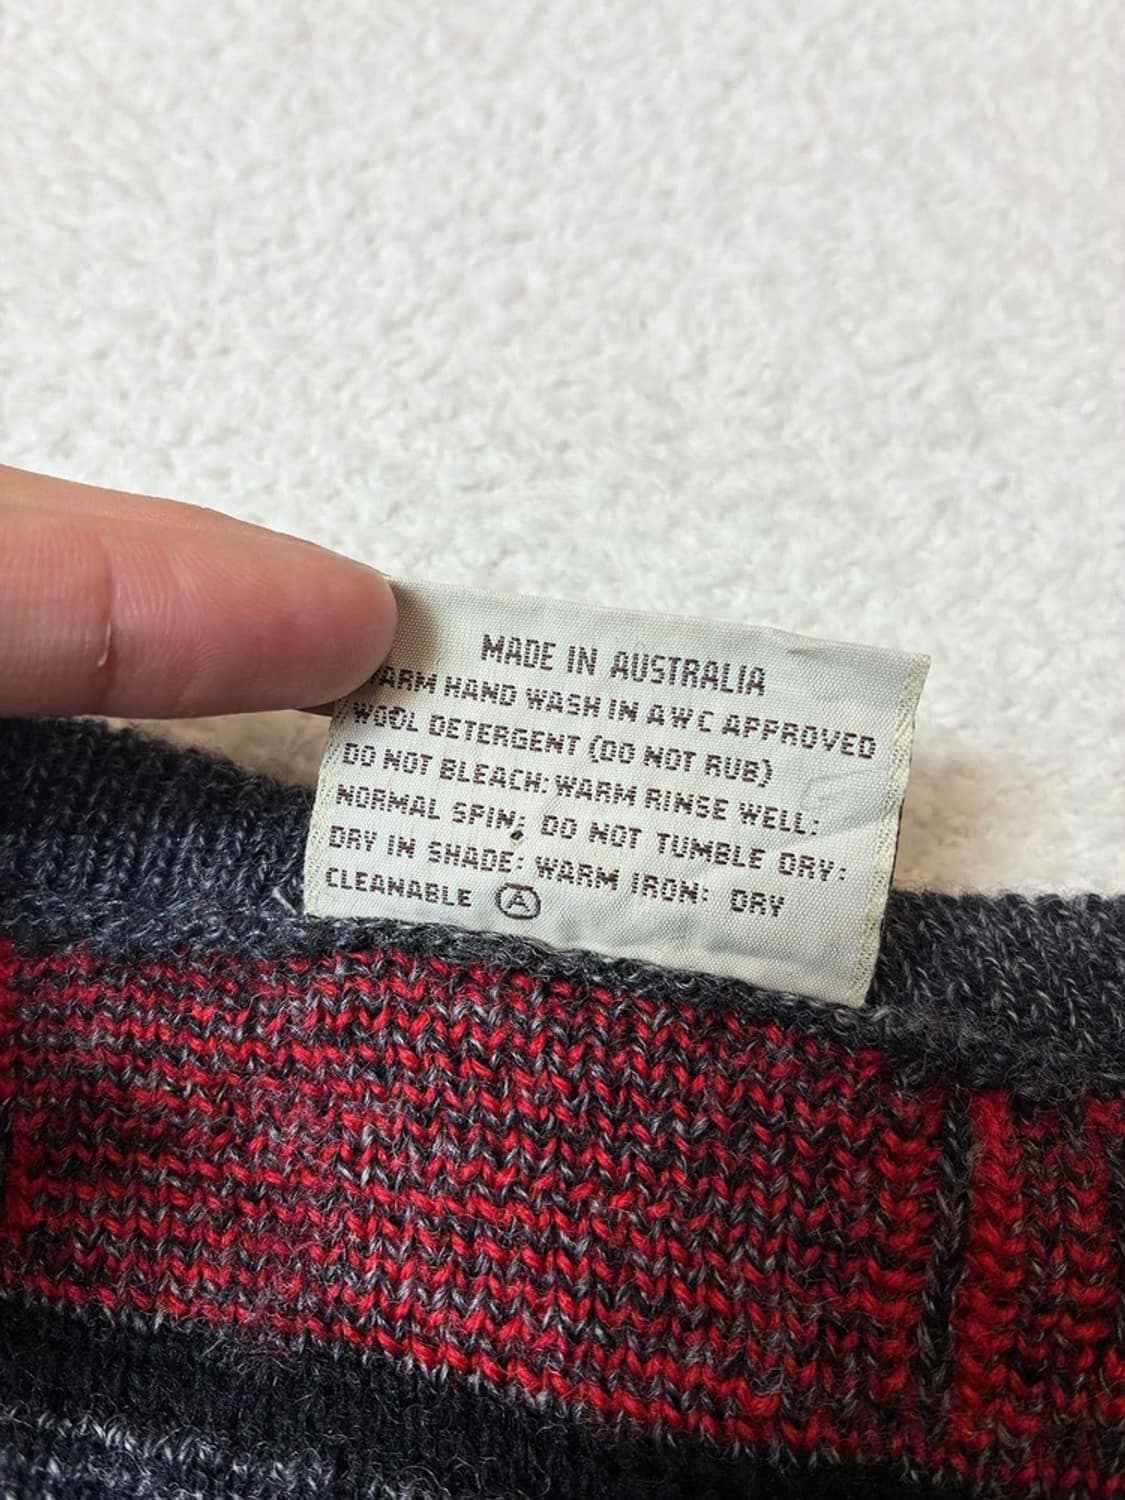 MADE IN AUSTRALIA
WARM HAND WASH IN AWC APPROVED
WOOL DETERGENT (DO NOT RUB)
DO NOT BLEACH: WARM RINSE WELL:
NORMAL SPIN: DO NOT TUMBLE DRY:
DRY IN SHADE: WARM IRON: DRY
CLEANABLE Ⓐ